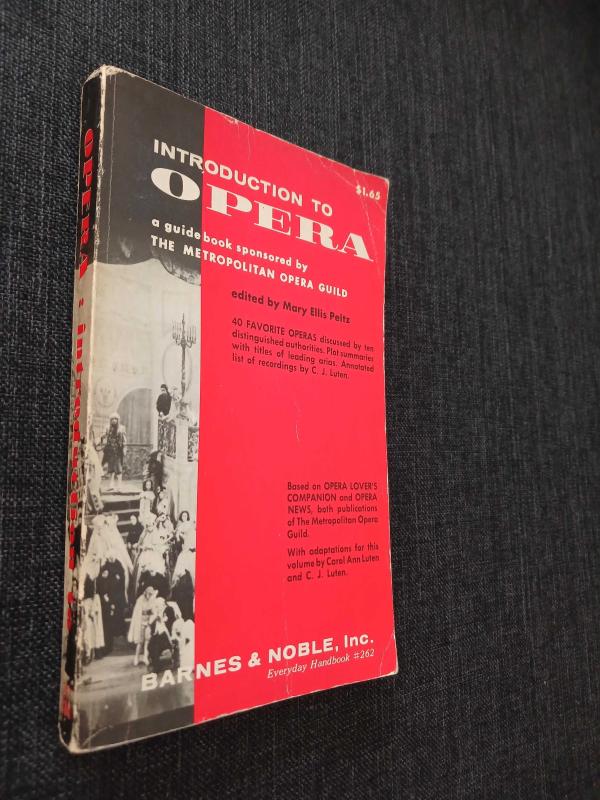 INTRODUCTION TO
OPERA
$1.65
a guidebook sponsored by
THE METROPOLITAN OPERA GUILD
edited by Mary Ellis Peltz
40 FAVORITE OPERAS discussed by ten
distinguished authorities. Plot summaries
with titles of leading arias. Annotated
list of recordings by C. J. Luten.
Based on OPERA LOVER'S
COMPANION and OPERA
NEWS, both publications
of The Metropolitan Opera
Guild.
With adaptations for this
volume by Carol Ann Luten
and C. J. Luten.
BARNES & NOBLE, Inc.
Everyday Handbook #262
OPERA : introduction to